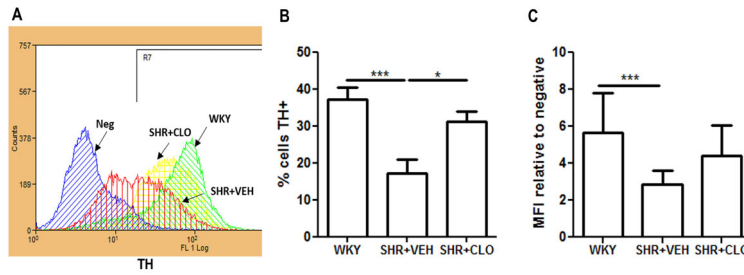 A
757
567
378
189
0
Counts
R7
Neg
SHR+CLO
WKY
SHR+VEH
10⁰
10¹
10²
FL 1 Log
TH
B
50
40
30
20
10
0
% cells TH+
***
*
WKY
SHR+VEH
SHR+CLO
C
10
8
6
4
2
0
MFI relative to negative
***
WKY
SHR+VEH
SHR+CLO